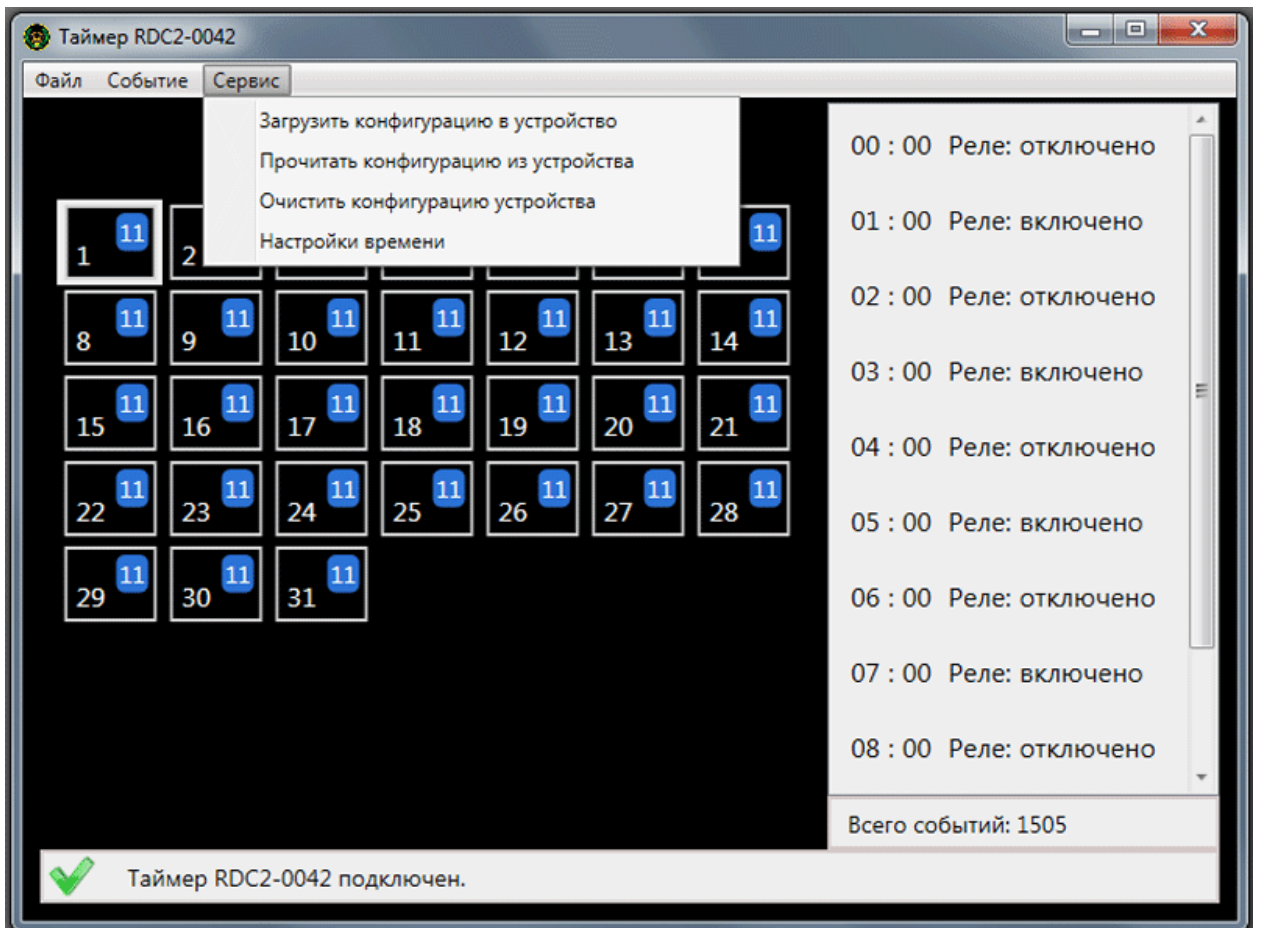 Таймер RDC2-0042
Файл Событие Сервис
Загрузить конфигурацию в устройство
Прочитать конфигурацию из устройства
Очистить конфигурацию устройства
Настройки времени
1 11 2 11
8 11 9 11 10 11 11 11 12 11 13 11 14 11
15 11 16 11 17 11 18 11 19 11 20 11 21 11
22 11 23 11 24 11 25 11 26 11 27 11 28 11
29 11 30 11 31 11
00 : 00 Реле: отключено
01 : 00 Реле: включено
02 : 00 Реле: отключено
03 : 00 Реле: включено
04 : 00 Реле: отключено
05 : 00 Реле: включено
06 : 00 Реле: отключено
07 : 00 Реле: включено
08 : 00 Реле: отключено
Всего событий: 1505
Таймер RDC2-0042 подключен.